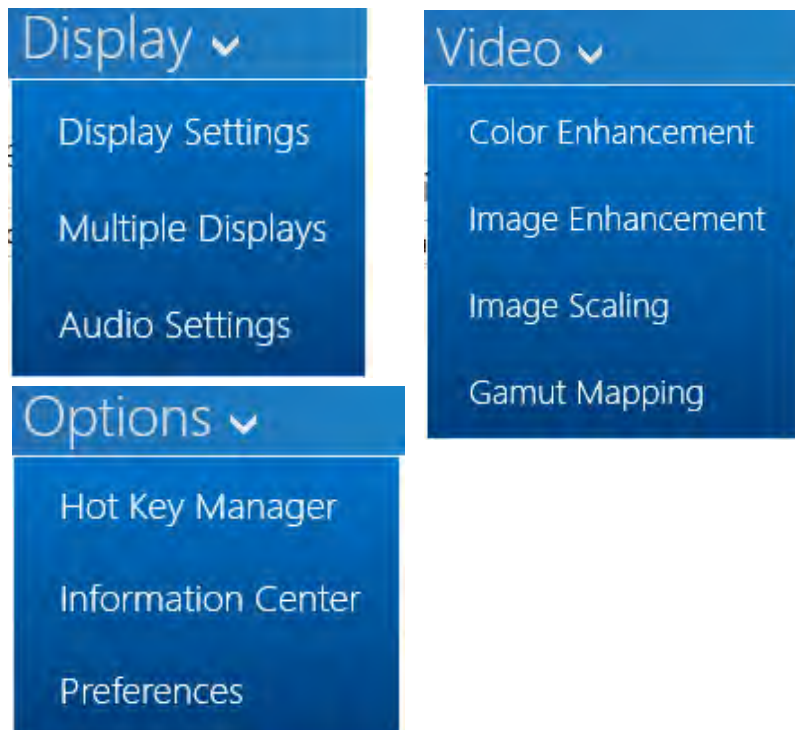 Display
Display Settings
Multiple Displays
Audio Settings
Video
Color Enhancement
Image Enhancement
Image Scaling
Gamut Mapping
Options
Hot Key Manager
Information Center
Preferences